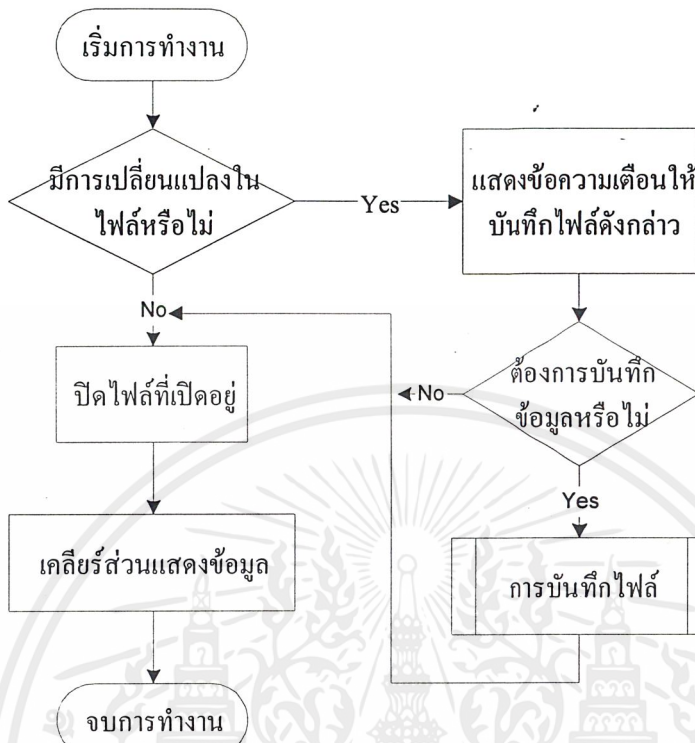 เริ่มการทำงาน
มีการเปลี่ยนแปลงใน
ไฟล์หรือไม่
Yes
แสดงข้อความเตือนให้
บันทึกไฟล์ดังกล่าว
No
ปิดไฟล์ที่เปิดอยู่
ต้องการบันทึก
ข้อมูลหรือไม่
No
Yes
เคลียร์ส่วนแสดงข้อมูล
การบันทึกไฟล์
จบการทำงาน